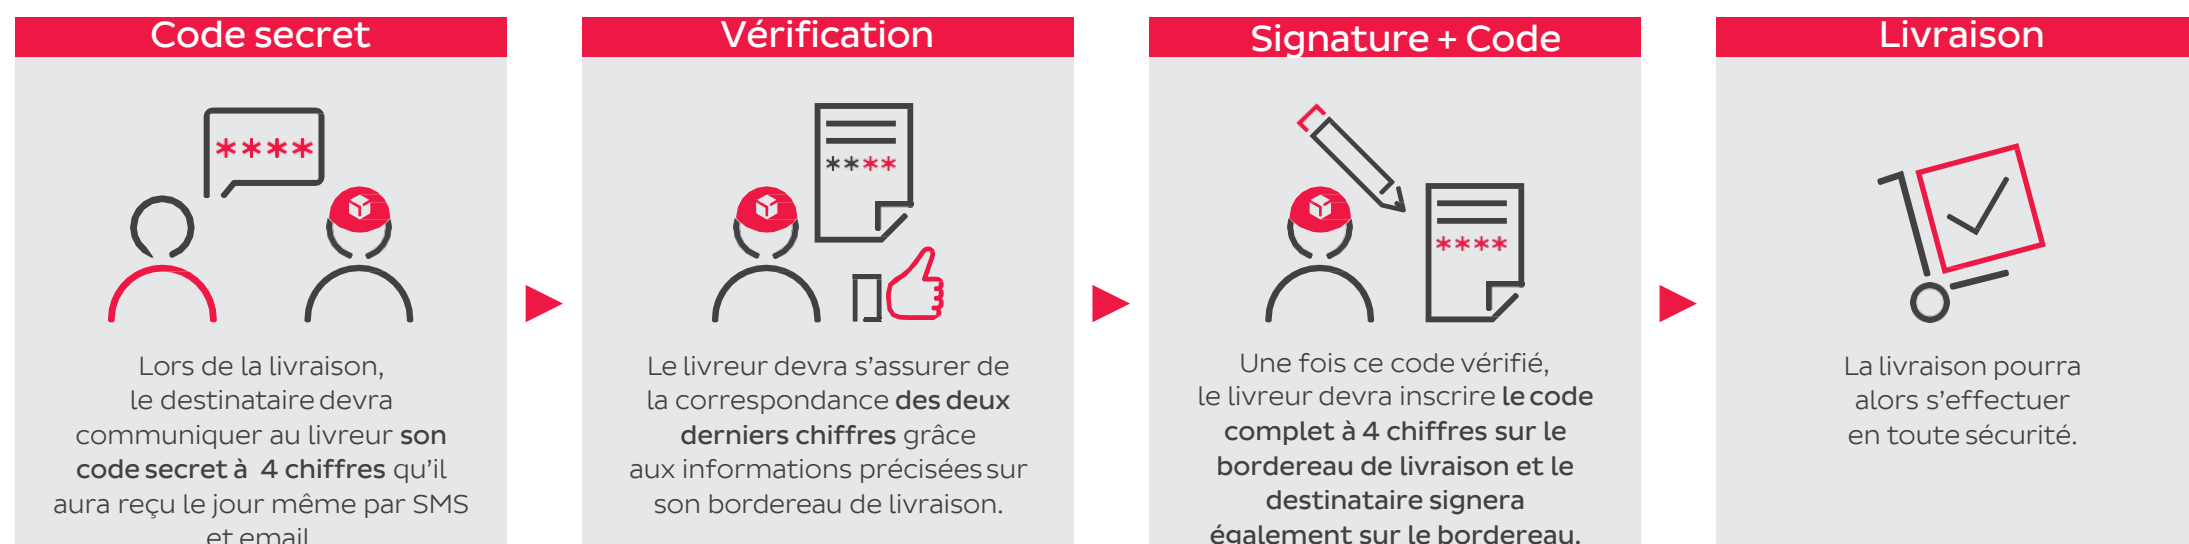 Code secret
Lors de la livraison,
le destinataire devra
communiquer au livreur son
code secret à 4 chiffres qu’il
aura reçu le jour même par SMS
et email
Vérification
****
Le livreur devra s’assurer de
la correspondance des deux
derniers chiffres grâce
aux informations précisées sur
son bordereau de livraison.
Signature + Code
****
Une fois ce code vérifié,
le livreur devra inscrire le code
complet à 4 chiffres sur le
bordereau de livraison et le
destinataire signera
également sur le bordereau.
Livraison
La livraison pourra
alors s’effectuer
en toute sécurité.